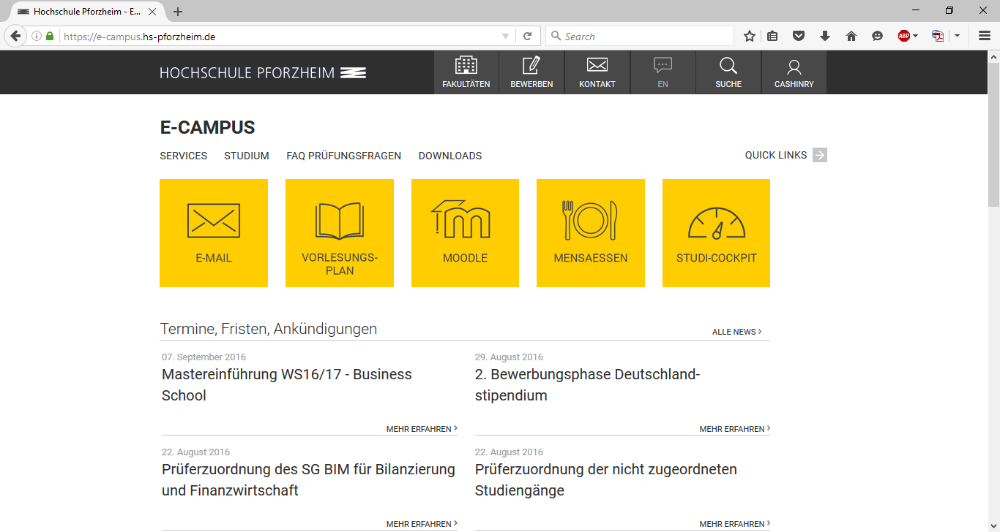 Hochschule Pforzheim - E...
https://e-campus.hs-pforzheim.de
Search
ABP
HOCHSCHULE PFORZHEIM
FAKULTÄTEN
BEWERBEN
KONTAKT
EN
SUCHE
CASHINRY
E-CAMPUS
SERVICES STUDIUM FAQ PRÜFUNGSFRAGEN DOWNLOADS
QUICK LINKS
E-MAIL
VORLESUNGS-
PLAN
m
MOODLE
MENSAESSEN
STUDI-COCKPIT
Termine, Fristen, Ankündigungen
ALLE NEWS
07. September 2016
Mastereinführung WS16/17 - Business
School
MEHR ERFAHREN
29. August 2016
2. Bewerbungsphase Deutschland-
stipendium
MEHR ERFAHREN
22. August 2016
Prüferzuordnung des SG BIM für Bilanzierung
und Finanzwirtschaft
MEHR ERFAHREN
22. August 2016
Prüferzuordnung der nicht zugeordneten
Studiengänge
MEHR ERFAHREN